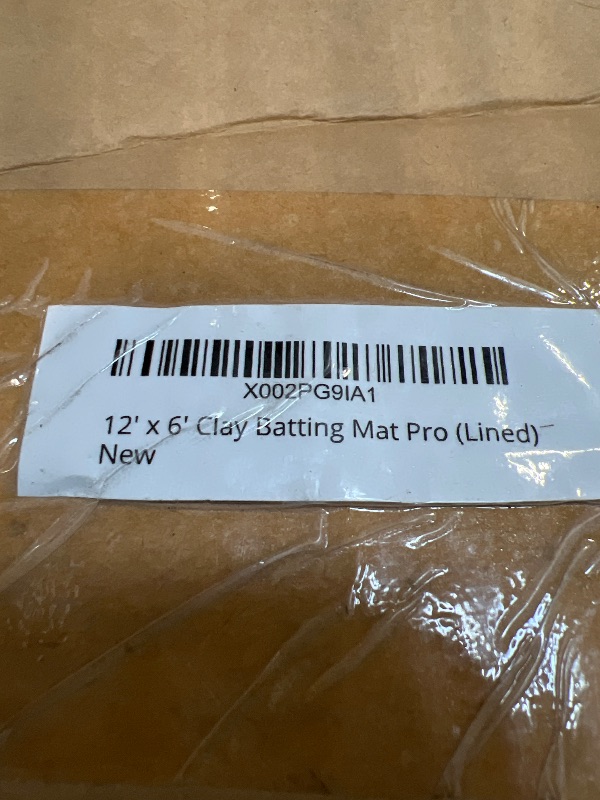 X002PG9IA1
12' x 6' Clay Batting Mat Pro (Lined)
New